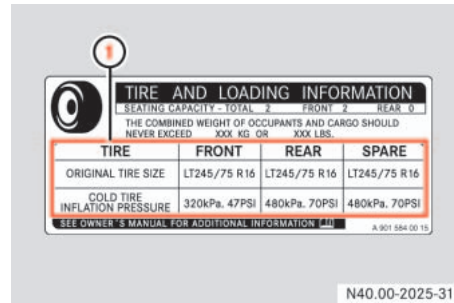 1
TIRE AND LOADING INFORMATION
SEATING CAPACITY - TOTAL 2 FRONT 2 REAR 0
THE COMBINED WEIGHT OF OCCUPANTS AND CARGO SHOULD
NEVER EXCEED XXX KG OR XXX LBS.
TIRE FRONT REAR SPARE
ORIGINAL TIRE SIZE LT245/75 R16 LT245/75 R16 LT245/75 R16
COLD TIRE
INFLATION PRESSURE 320kPa. 47PSI 480kPa. 70PSI 480kPa. 70PSI
SEE OWNER'S MANUAL FOR ADDITIONAL INFORMATION
A 901 584 00 15
N40.00-2025-31